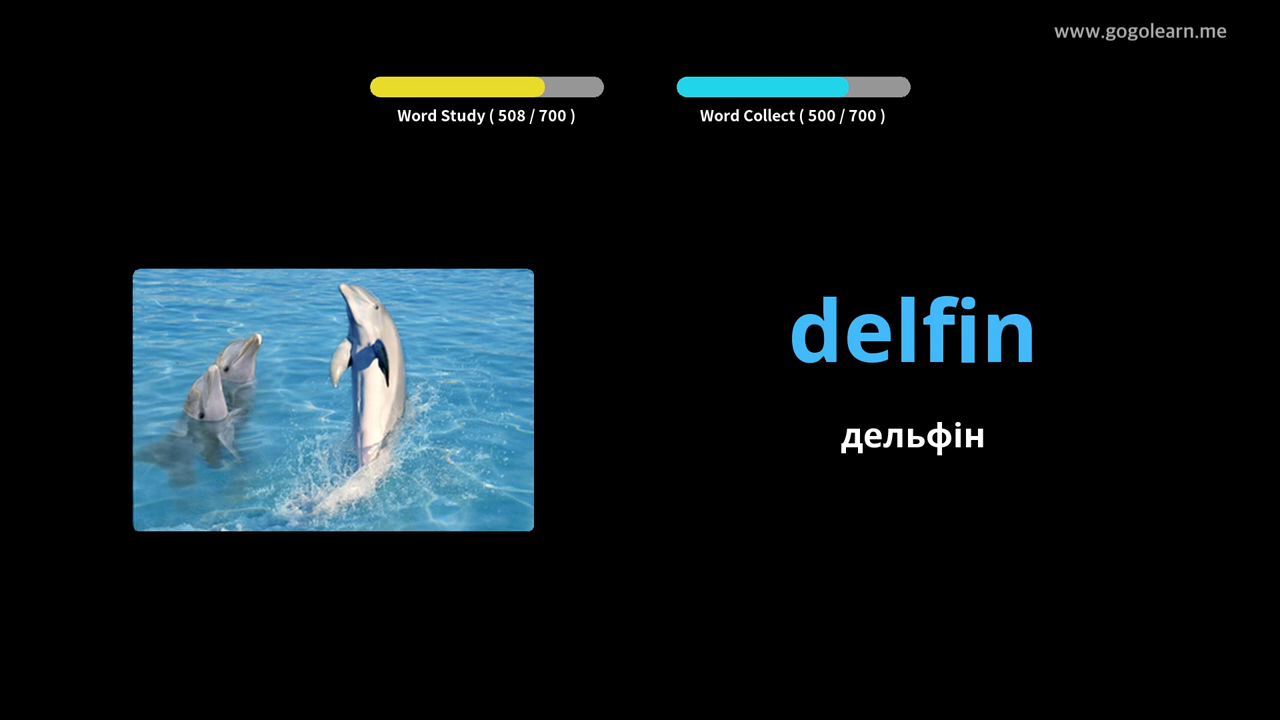 www.gogolearn.me
Word Study ( 508 / 700 )
Word Collect ( 500 / 700 )
delfin
дельфін